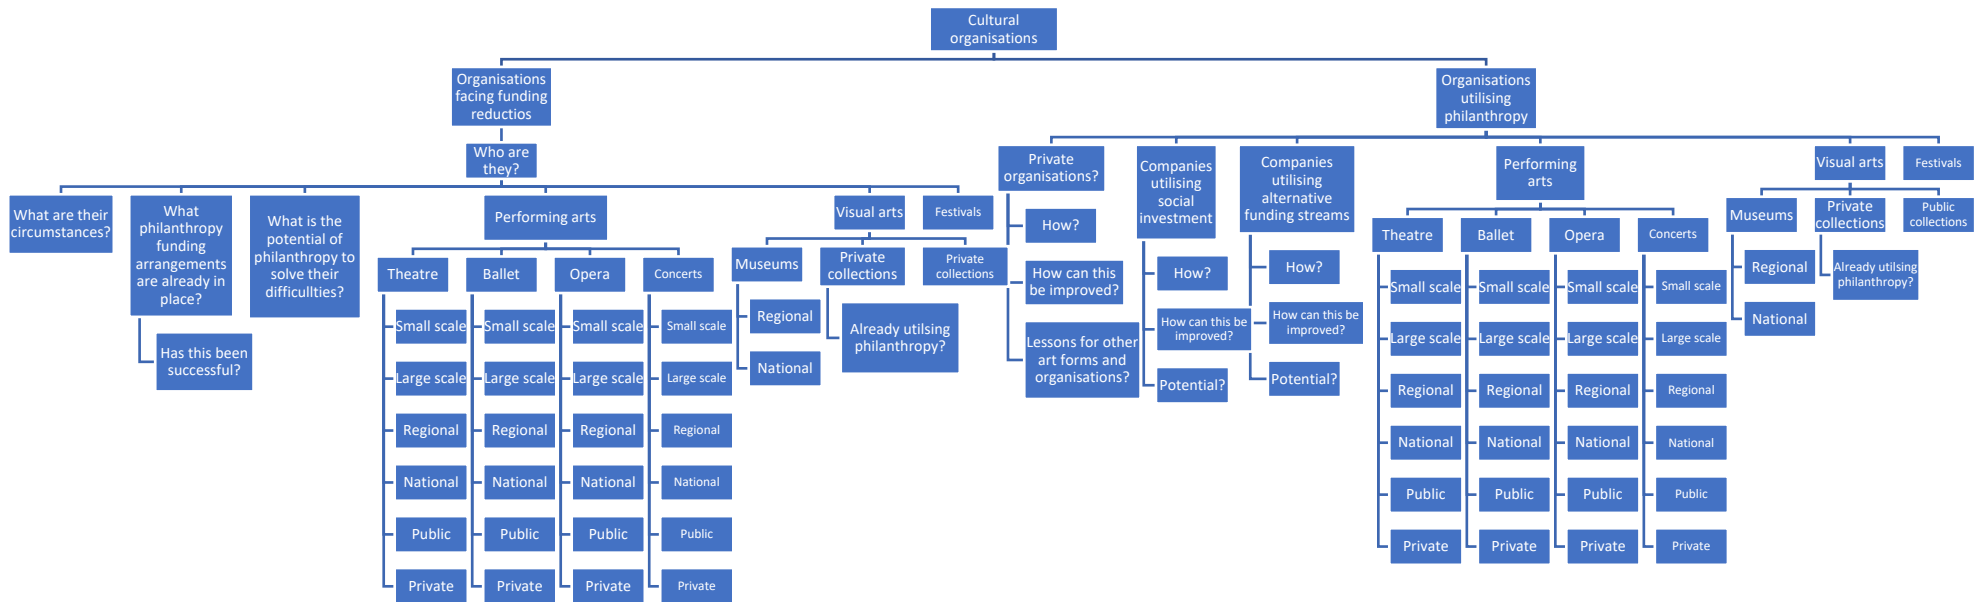 Cultural
organisations
Organisations
facing funding
reductios
Organisations
utilising
philanthropy
Who are
they?
What are their
circumstances?
What
philanthropy
funding
arrangements
are already in
place?
Has this been
successful?
What is the
potential of
philanthropy to
solve their
difficullties?
Performing arts
Theatre
Small scale
Large scale
Regional
National
Public
Private
Ballet
Small scale
Large scale
Regional
National
Public
Private
Opera
Small scale
Large scale
Regional
National
Public
Private
Concerts
Small scale
Large scale
Regional
National
Public
Private
Visual arts
Museums
Regional
National
Private
collections
Already utilsing
philanthropy?
Private
collections
Festivals
Private
organisations?
How?
How can this
be improved?
Lessons for other
art forms and
organisations?
Companies
utilising
social
investment
How?
How can this be
improved?
Potential?
Companies
utilising
alternative
funding streams
How?
How can this be
improved?
Potential?
Performing
arts
Theatre
Small scale
Large scale
Regional
National
Public
Private
Ballet
Small scale
Large scale
Regional
National
Public
Private
Opera
Small scale
Large scale
Regional
National
Public
Private
Concerts
Small scale
Large scale
Regional
National
Public
Private
Visual arts
Museums
Regional
National
Private
collections
Already utilsing
philanthropy?
Public
collections
Festivals